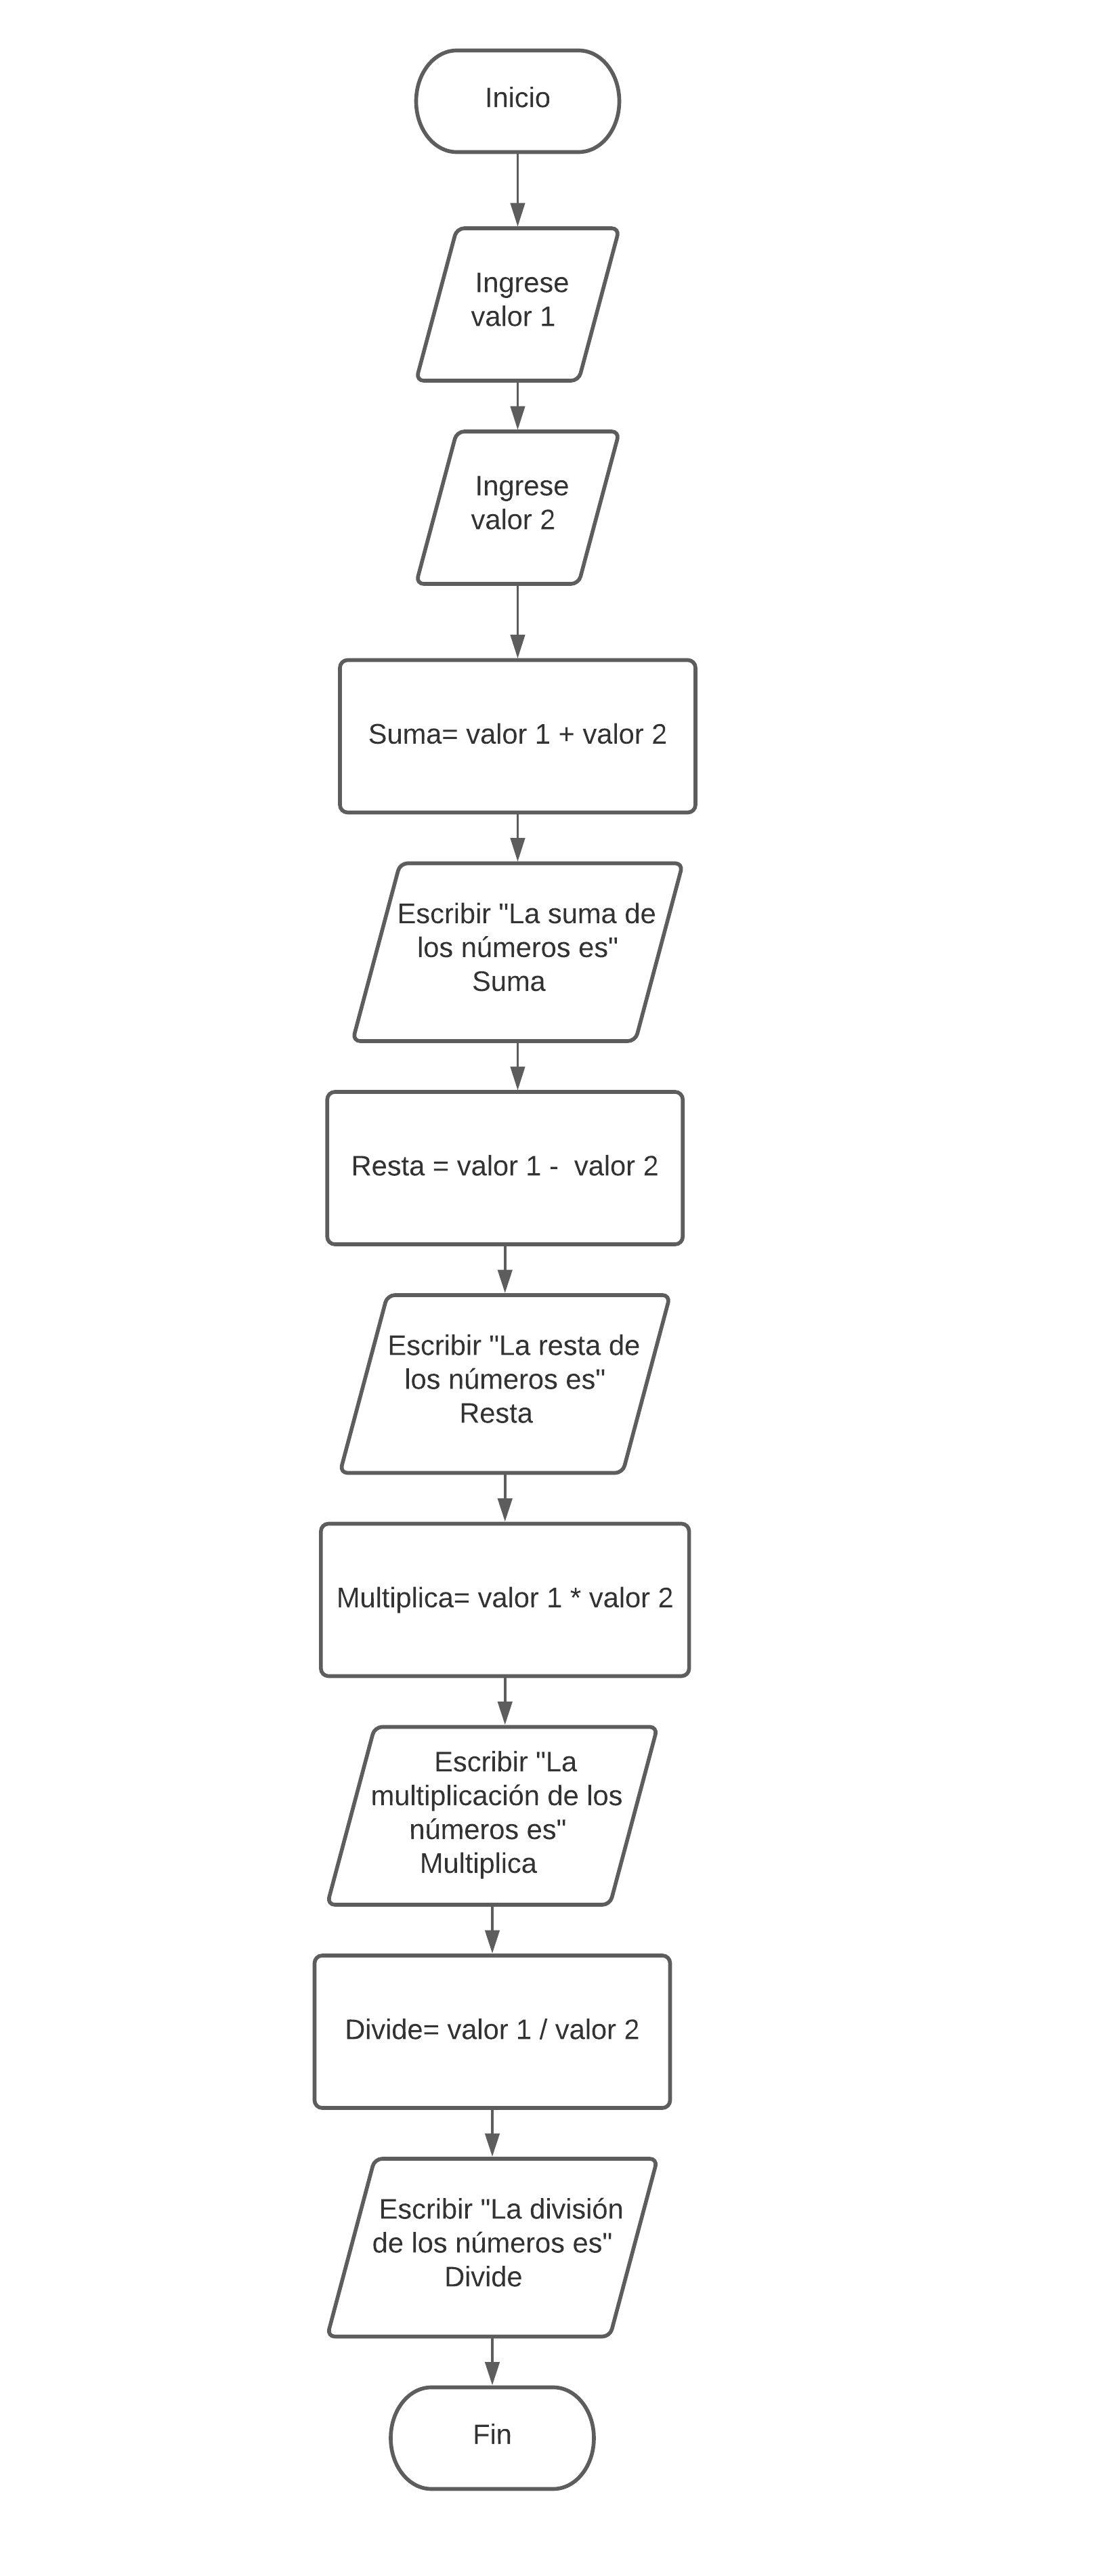 Inicio
Ingrese
valor 1
Ingrese
valor 2
Suma= valor 1 + valor 2
Escribir "La suma de
los números es"
Suma
Resta = valor 1 -  valor 2
Escribir "La resta de
los números es"
Resta
Multiplica= valor 1 * valor 2
Escribir "La
multiplicación de los
números es"
Multiplica
Divide= valor 1 / valor 2
Escribir "La división
de los números es"
Divide
Fin